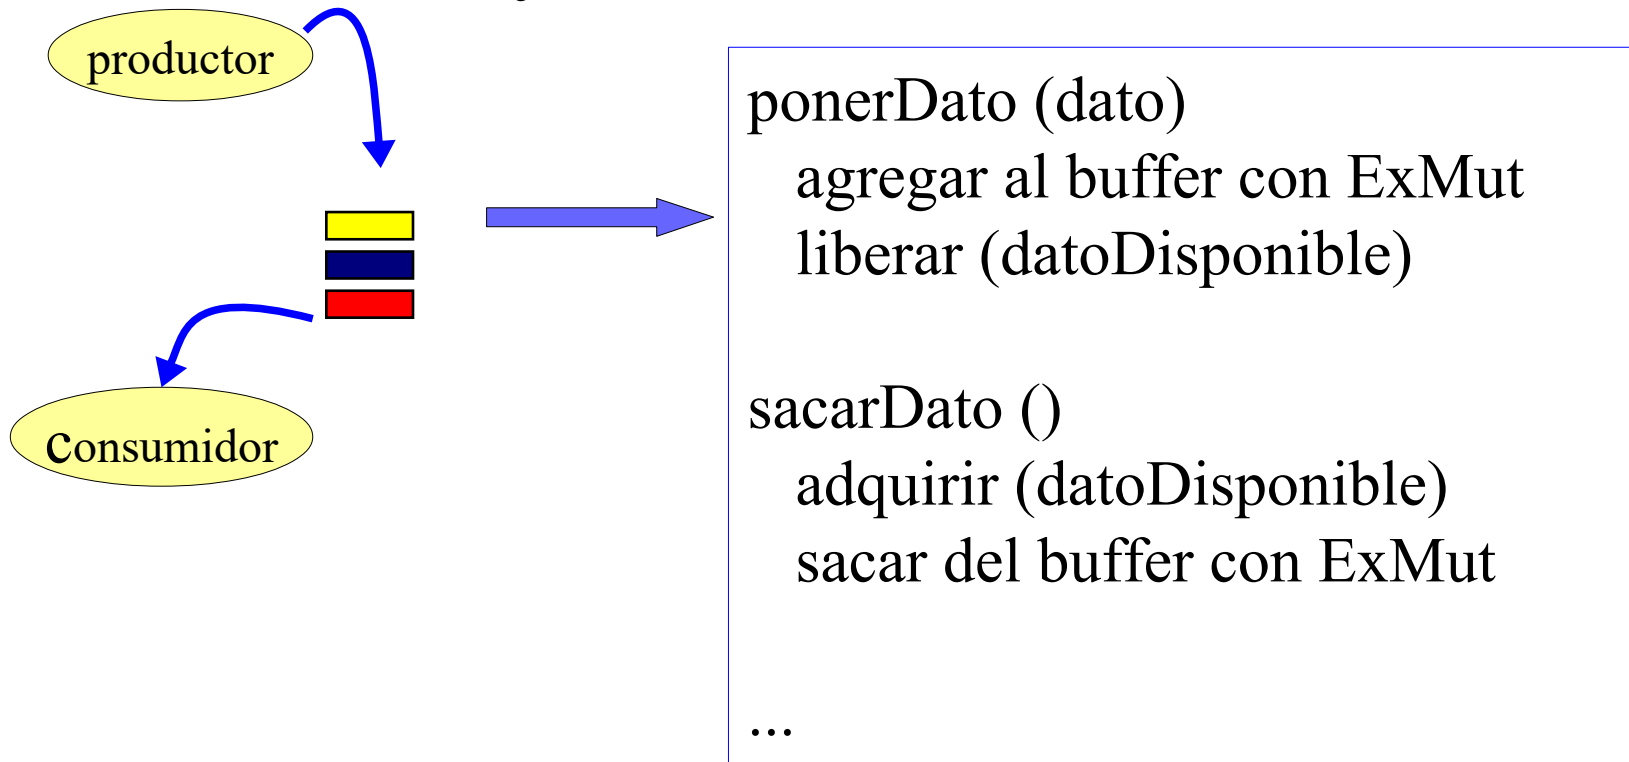 productor
consumidor
ponerDato (dato)
agregar al buffer con ExMut
liberar (datoDisponible)
sacarDato ()
adquirir (datoDisponible)
sacar del buffer con ExMut
...